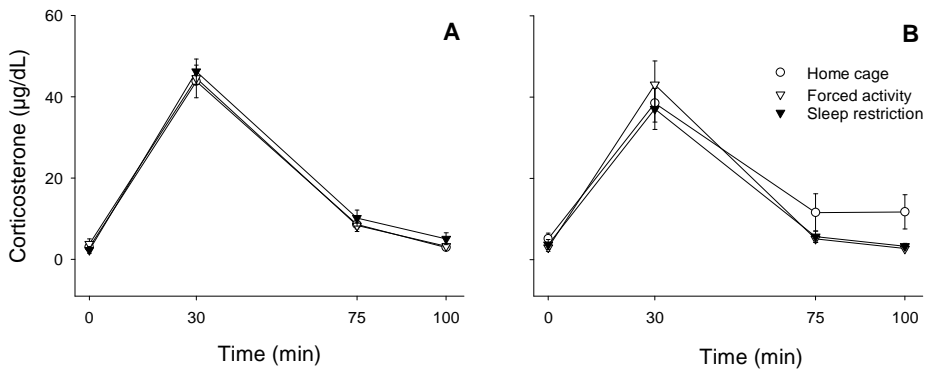 60
40
20
0
Corticosterone (µg/dL)
A
0
30
75
100
Time (min)
B
Home cage
Forced activity
Sleep restriction
0
30
75
100
Time (min)